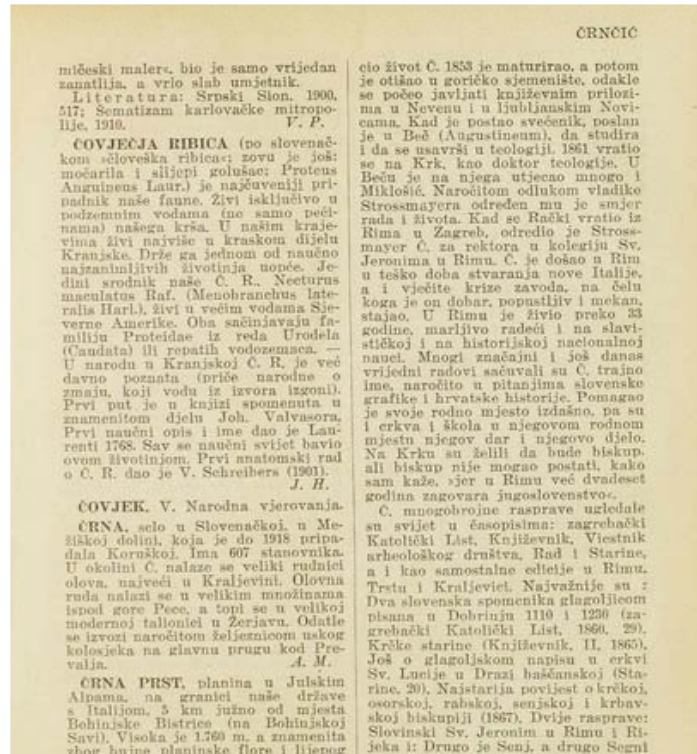 ČRNČIĆ
mičeski maler«, bio je samo vrijedan
zanatlija, a vrlo slab umjetnik.
Literatura: Srpski Sion, 1900,
517; Šematizam karlovačke mitropo-
lije, 1910. V. P.
ČOVJEČJA RIBICA (po slovenač-
kom »človeška ribica«; zovu je još:
močarila i slijepi golušac; Proteus
Anguineus Laur.) je najčuveniji pri-
padnik naše faune. Živi isključivo u
podzemnim vodama (ne samo peći-
nama) našega krša. U našim kraje-
vima živi najviše u kraskom dijelu
Kranjske. Drže ga jednom od naučno
najzanimljivih životinja uopće. Je-
dini srodnik naše Č. R., Necturus
maculatus Raf. (Menobranchus late-
ralis Harl.), živi u većim vodama Sje-
verne Amerike. Oba sačinjavaju fa-
miliju Proteidae iz reda Urodela
(Caudata) ili repatih vodozemaca. —
U narodu u Kranjskoj Č. R. je već
davno poznata (priče narodne o
zmaju, koji vodu iz izvora izgoni).
Prvi put je u knjizi spomenuta u
znamenitom djelu Joh. Valvasora,
Prvi naučni opis i ime dao je Lau-
renti 1768. Sav se naučni svijet bavio
ovom životinjom. Prvi anatomski rad
o Č. R. dao je V. Schreibers (1901).
J. H.
ČOVJEK, V. Narodna vjerovanja.
ČRNA, selo u Slovenačkoj, u Me-
žiškoj dolini, koja je do 1918 pripa-
dala Koruškoj. Ima 607 stanovnika.
U okolini Č. nalaze se veliki rudnici
olova, najveći u Kraljevini. Olovna
ruda nalazi se u velikim množinama
ispod gore Pece, a topi se u velikoj
modernoj talionici u Žerjavu. Odatle
se izvozi naročitom željeznicom uskog
kolosjeka na glavnu prugu kod Pre-
valja. A. M.
ČRNA PRST, planina u Julskim
Alpama, na granici naše države
s Italijom, 5 km južno od mjesta
Bohinjske Bistrice (na Bohinjskoj
Savi). Visoka je 1.760 m, a znamenita
zbog bujne planinske flore i lijepog
cio život Č. 1853 je maturirao, a potom
je otišao u goričko sjemenište, odakle
se počeo javljati književnim prilozi-
ma u Nevenu i u ljubljanskim Novi-
cama. Kad je postao svećenik, poslan
je u Beč (Augustineum), da studira
i da se usavrši u teologiji. 1861 vratio
se na Krk, kao doktor teologije. U
Beču je na njega utjecao mnogo i
Miklošić. Naročitom odlukom vladike
Strossmayera određen mu je smjer
rada i života. Kad se Rački vratio iz
Rima u Zagreb, odredio je Stross-
mayer Č. za rektora u kolegiju Sv.
Jeronima u Rimu. Č. je došao u Rim
u teško doba stvaranja nove Italije,
a i vječite krize zavoda, na čelu
koga je on dobar, popustljiv i mekan,
stajao. U Rimu je živio preko 33
godine, marljivo radeći i na slavi-
stičkoj i na historijskoj nacionalnoj
nauci. Mnogi značajni i još danas
vrijedni radovi sačuvali su Č. trajno
ime, naročito u pitanjima slovenske
grafike i hrvatske historije. Pomagao
je svoje rodno mjesto izdašno, pa su
i crkva i škola u njegovom rodnom
mjestu njegov dar i njegovo djelo.
Na Krku su želili da bude biskup,
ali biskup nije mogao postati, kako
sam kaže, »jer u Rimu već dvadeset
godina zagovara jugoslovenstvo«.
Č. mnogobrojne rasprave ugledale
su svijet u časopisima: zagrebački
Katolički List, Književnik, Viestnik
arheološkog društva, Rad i Starine,
a i kao samostalne edicije u Rimu,
Trstu i Kraljevici. Najvažnije su :
Dva slovenska spomenika glagoljicom
pisana u Dobrinju 1110 i 1230 (za-
grebački Katolički List, 1860, 29),
Krčke starine (Književnik, II, 1865),
Još o glagoljskom napisu u crkvi
Sv. Lucije u Drazi baščanskoj (Sta-
rine, 20), Najstarija povijest o krčkoj,
osorskoj, rabskoj, senjskoj i krbav-
skoj biskupiji (1867), Dvije rasprave:
Slovinski Sv. Jeronim u Rimu i Ri-
jeka i: Drugo je Senj, a drugo Segni